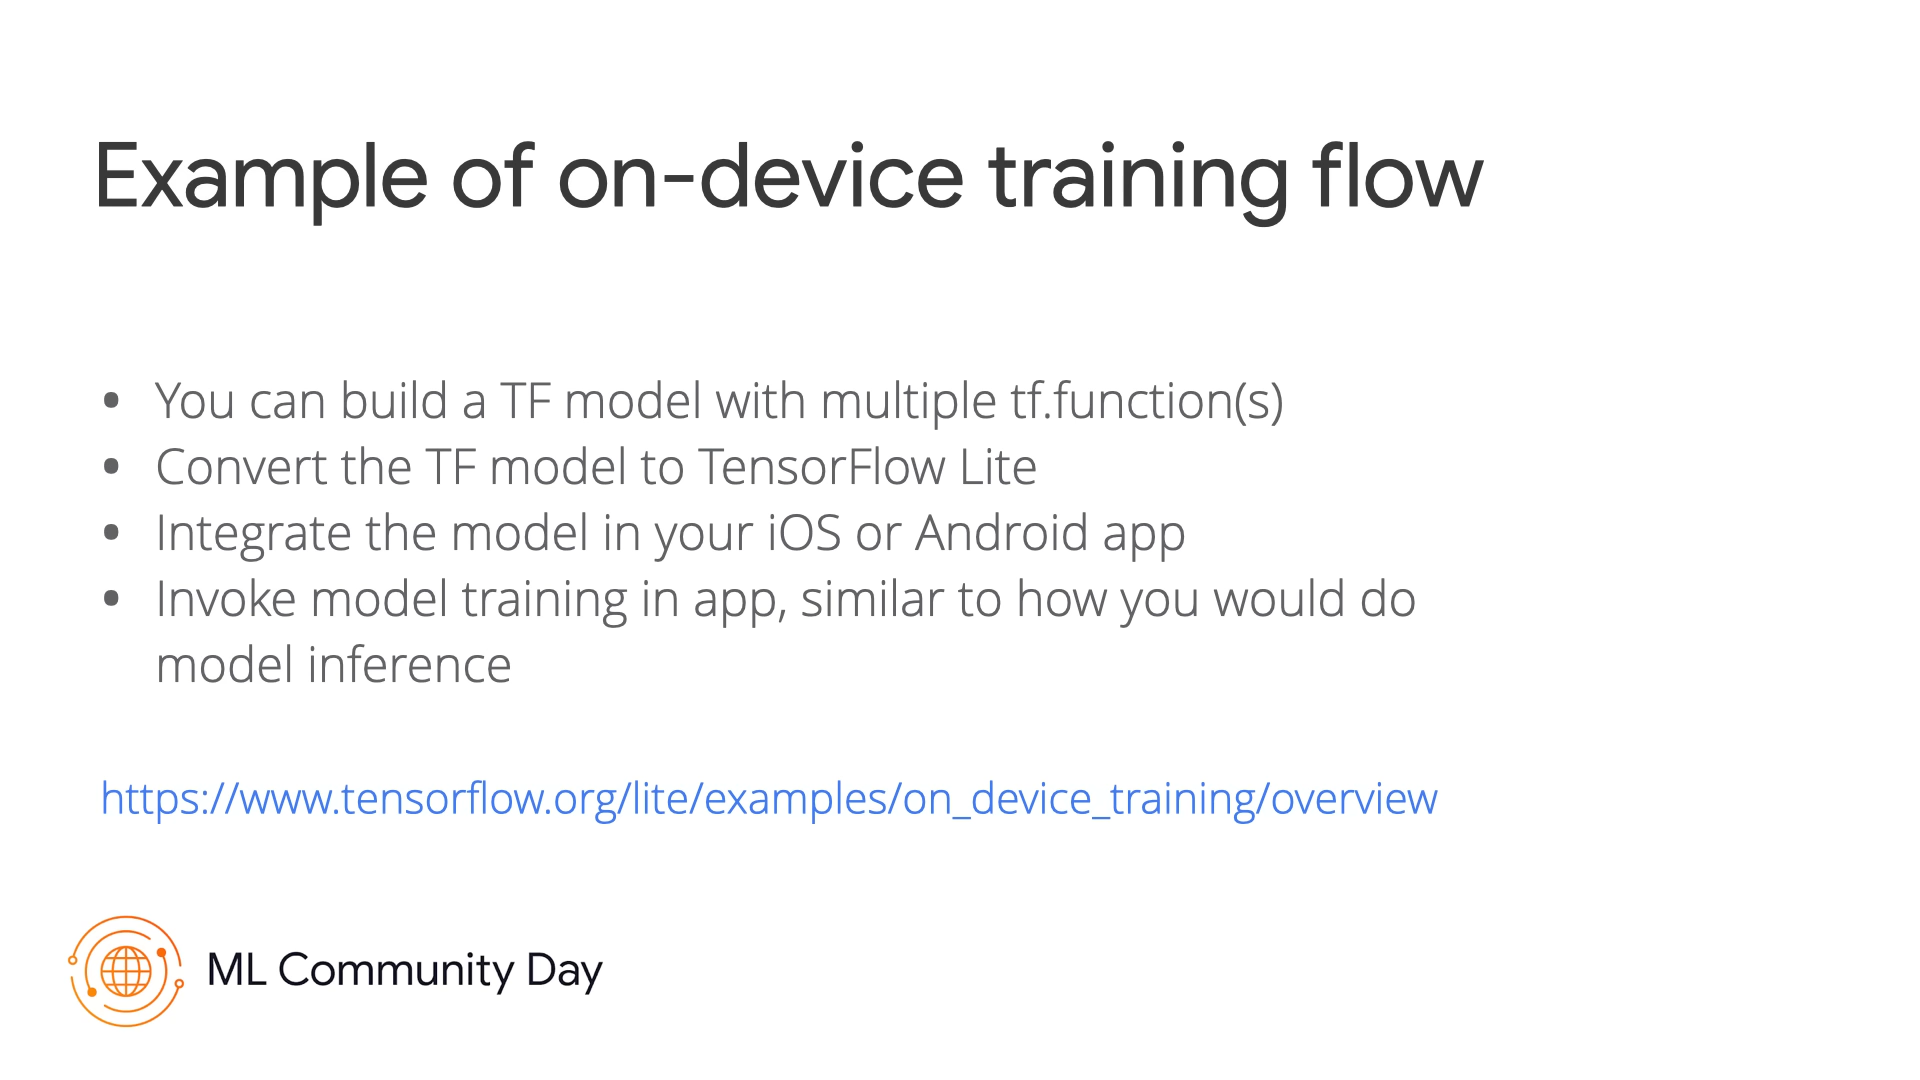 Example of on-device training flow
• You can build a TF model with multiple tf.function(s)
• Convert the TF model to TensorFlow Lite
• Integrate the model in your iOS or Android app
• Invoke model training in app, similar to how you would do
model inference
https://www.tensorflow.org/lite/examples/on_device_training/overview
ML Community Day